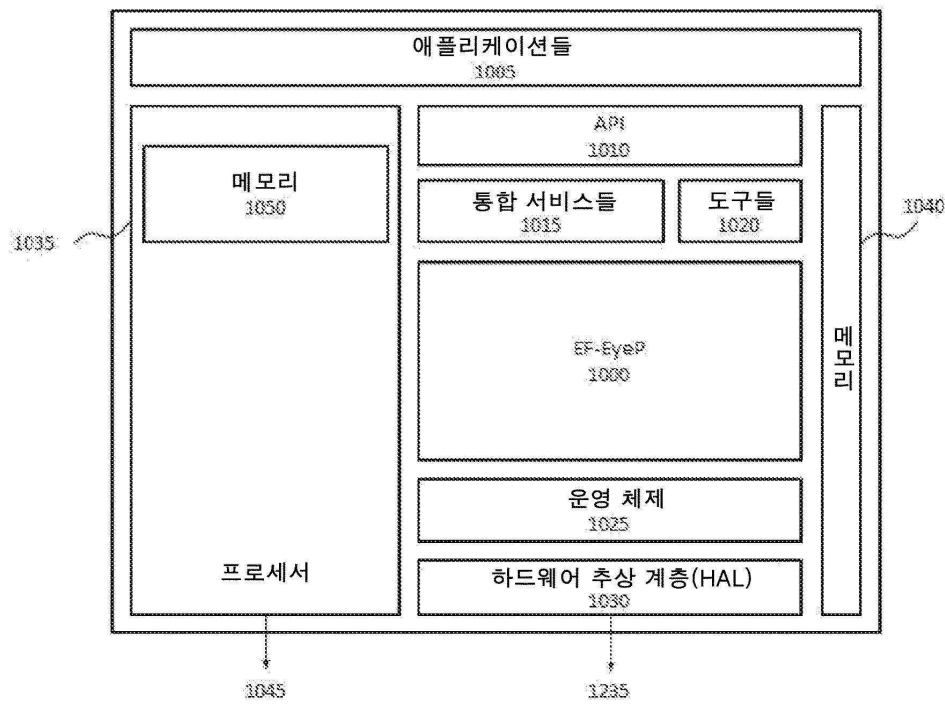 애플리케이션들
1005
API
1010
메모리
1050
통합 서비스들
1015
도구들
1020
1040
1035
EF-EyeP
1000
메모리
운영 체제
1025
프로세서
하드웨어 추상 계층(HAL)
1030
1045
1235